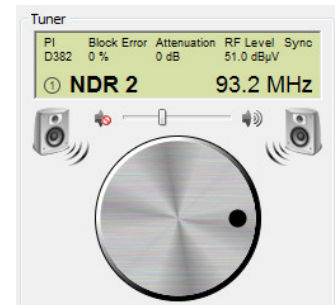 Tuner
PI Block Error Attenuation RF Level Sync
D382 0 % 0 dB 51.0 dBµV
① NDR 2 93.2 MHz